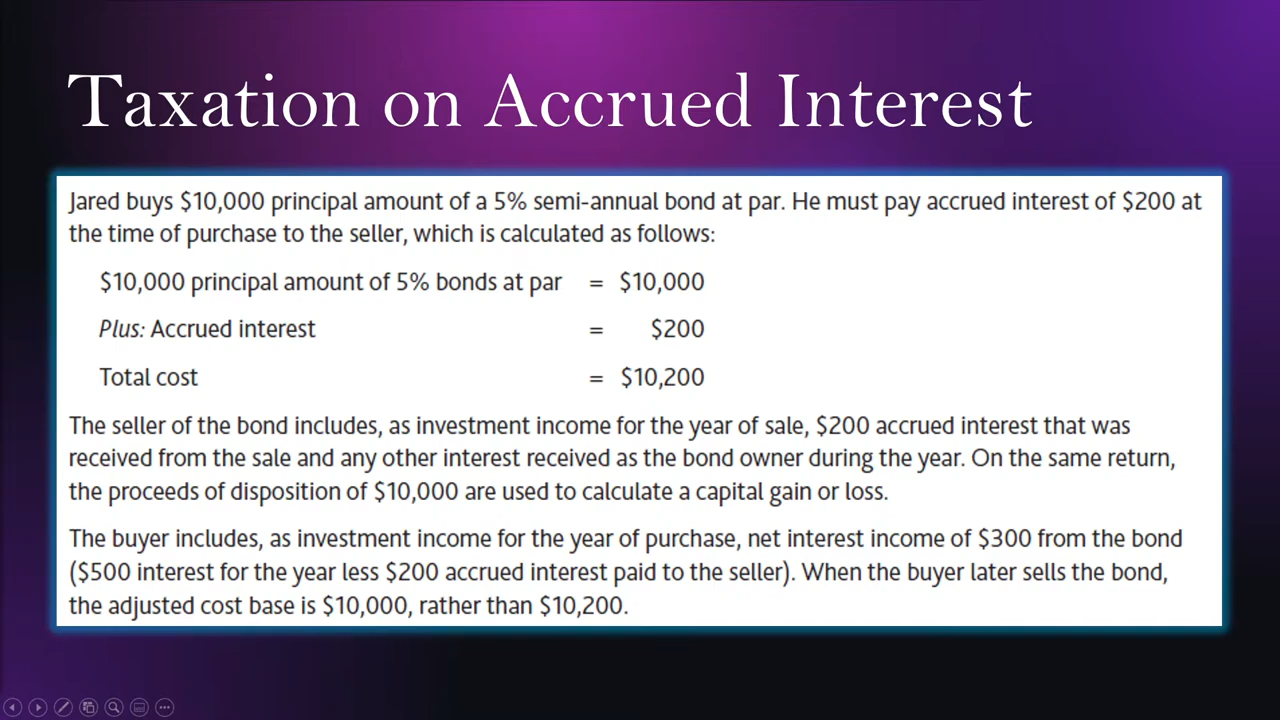 Taxation on Accrued Interest
Jared buys $10,000 principal amount of a 5% semi-annual bond at par. He must pay accrued interest of $200 at
the time of purchase to the seller, which is calculated as follows:
$10,000 principal amount of 5% bonds at par = $10,000
Plus: Accrued interest = $200
Total cost = $10,200
The seller of the bond includes, as investment income for the year of sale, $200 accrued interest that was
received from the sale and any other interest received as the bond owner during the year. On the same return,
the proceeds of disposition of $10,000 are used to calculate a capital gain or loss.
The buyer includes, as investment income for the year of purchase, net interest income of $300 from the bond
($500 interest for the year less $200 accrued interest paid to the seller). When the buyer later sells the bond,
the adjusted cost base is $10,000, rather than $10,200.